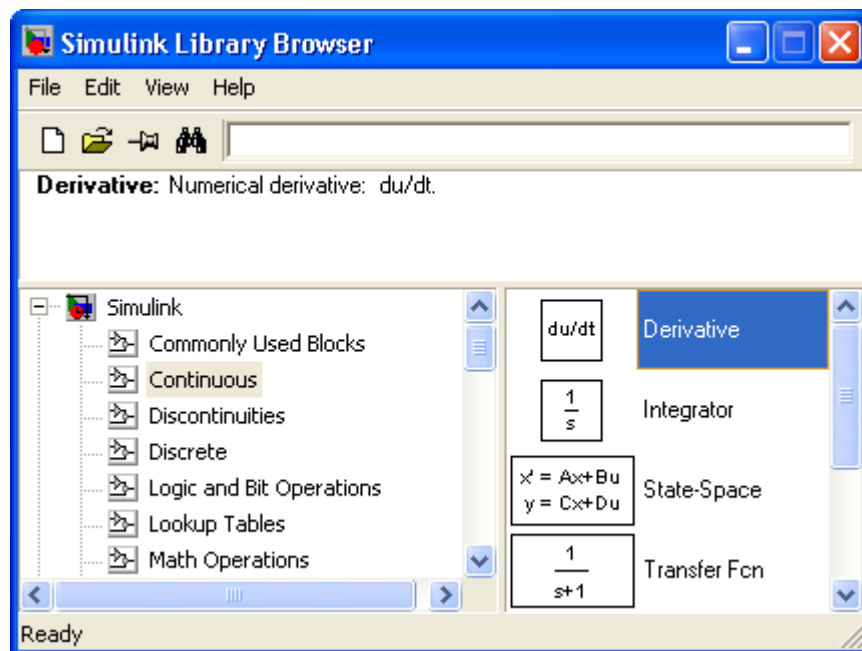 Simulink Library Browser
File Edit View Help
Derivative: Numerical derivative: du/dt.
Simulink
Commonly Used Blocks
Continuous
Discontinuities
Discrete
Logic and Bit Operations
Lookup Tables
Math Operations
du/dt Derivative
1
s
Integrator
x' = Ax+Bu
y = Cx+Du
State-Space
1
s+1
Transfer Fcn
Ready